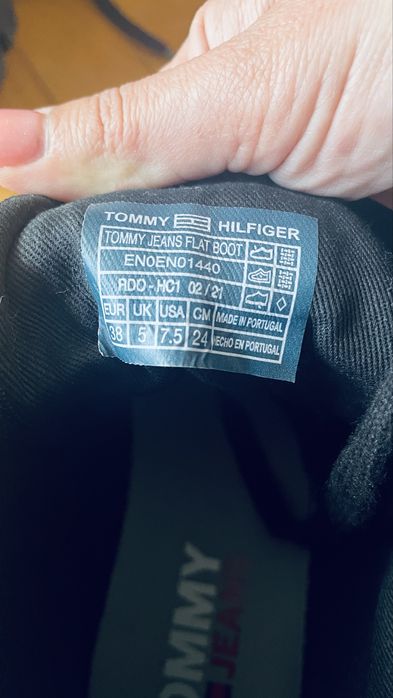 TOMMY HILFIGER
TOMMY JEANS FLAT BOOT
EN0EN01440
RDO-HC1 02/21
EUR UK USA CM MADE IN PORTUGAL
38 5 7.5 24 HECHO EN PORTUGAL
TOMMY
JEANS